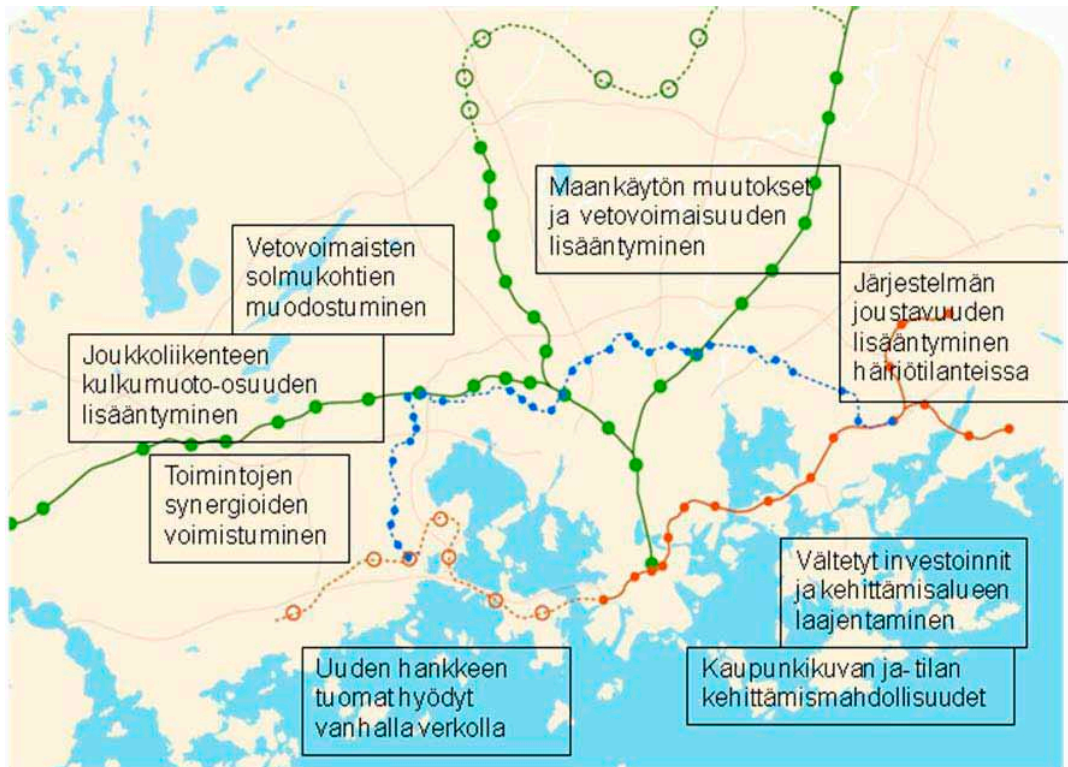 Maankäytön muutokset
ja vetovoimaisuuden
lisääntyminen
Vetovoimaisten
solmukohtien
muodostuminen
Järjestelmän
joustavuuden
lisääntyminen
häiriötilanteissa
Joukkoliikenteen
kulkumuoto-osuuden
lisääntyminen
Toimintojen
synergioiden
voimistuminen
Vältetyt investoinnit
ja kehittämisalueen
laajentaminen
Uuden hankkeen
tuomat hyödyt
vanhalla verkolla
Kaupunkikuvan ja- tilan
kehittämismahdollisuudet